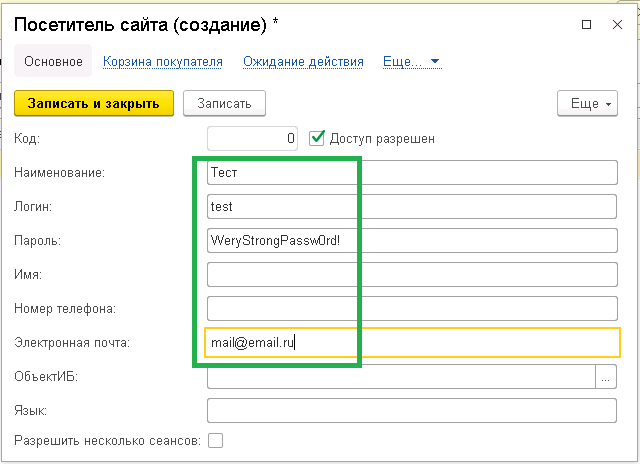 Посетитель сайта (создание) *
Основное Корзина покупателя Ожидание действия Еще...
Записать и закрыть Записать Еще
Код: 0 Доступ разрешен
Наименование: Тест
Логин: test
Пароль: WeryStrongPassw0rd!
Имя:
Номер телефона:
Электронная почта: mail@email.ru
ОбъектИБ: ...
Язык:
Разрешить несколько сеансов: